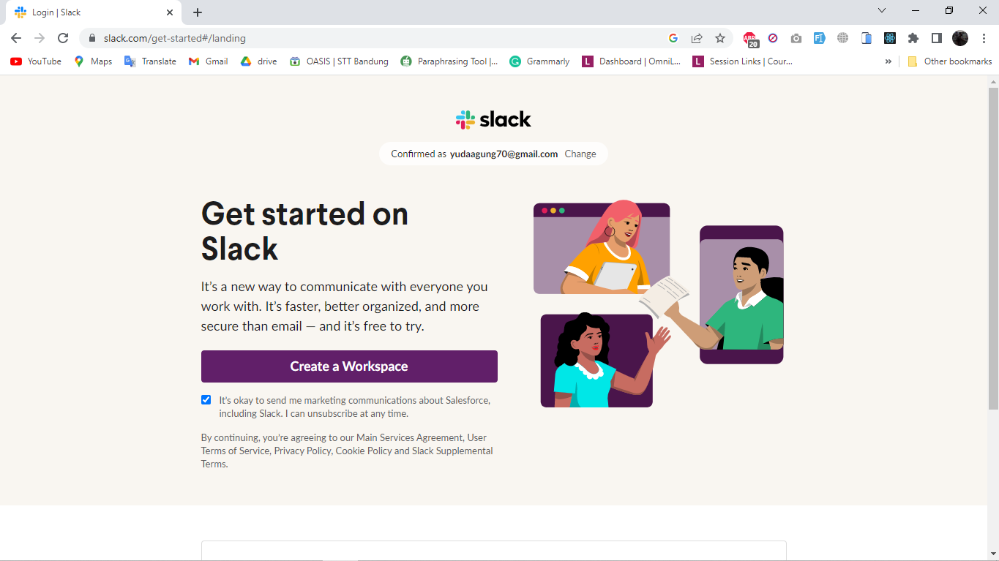 Login | Slack
slack.com/get-started#/landing
20
YouTube
Maps
Translate
Gmail
drive
OASIS | STT Bandung
Paraphrasing Tool |...
Grammarly
L
Dashboard | OmniL...
L
Session Links | Cour...
»
Other bookmarks
slack
Confirmed as yudaagung70@gmail.com Change
Get started on
Slack
It's a new way to communicate with everyone you
work with. It's faster, better organized, and more
secure than email — and it's free to try.
Create a Workspace
It's okay to send me marketing communications about Salesforce,
including Slack. I can unsubscribe at any time.
By continuing, you're agreeing to our Main Services Agreement, User
Terms of Service, Privacy Policy, Cookie Policy and Slack Supplemental
Terms.